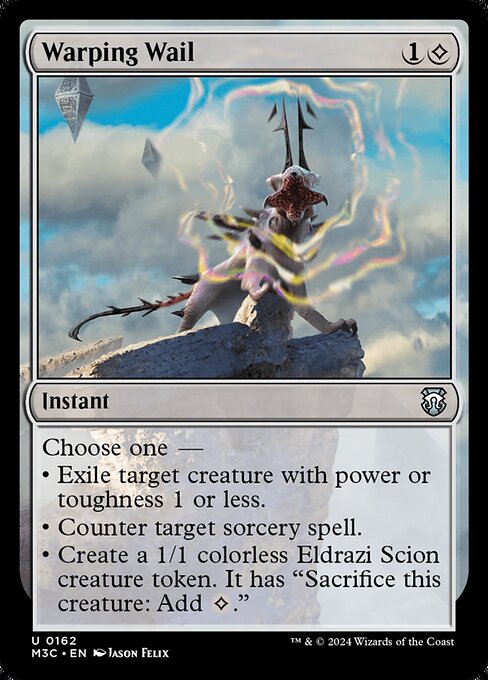 Warping Wail 1
Instant
Choose one —
• Exile target creature with power or
toughness 1 or less.
• Counter target sorcery spell.
• Create a 1/1 colorless Eldrazi Scion
creature token. It has “Sacrifice this
creature: Add .”
U 0162
M3C • EN Jason Felix
™ & © 2024 Wizards of the Coast